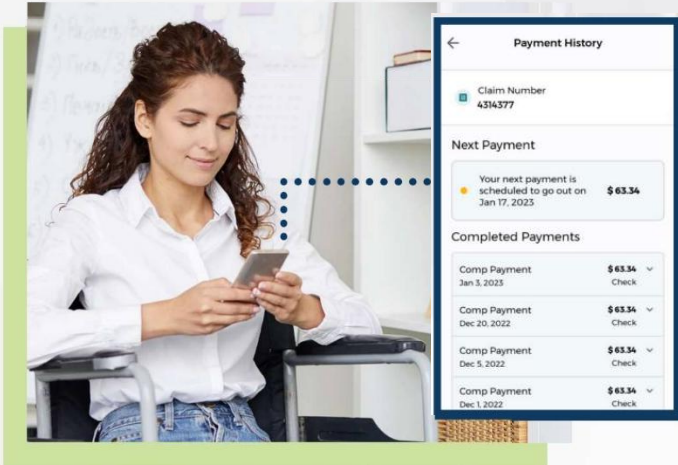 Payment History
Claim Number
4314377
Next Payment
Your next payment is
scheduled to go out on
Jan 17, 2023
$ 63.34
Completed Payments
Comp Payment
$ 63.34
Jan 3, 2023
Check
Comp Payment
$ 63.34
Dec 20, 2022
Check
Comp Payment
$ 63.34
Dec 5, 2022
Check
Comp Payment
$ 63.34
Dec 1, 2022
Check